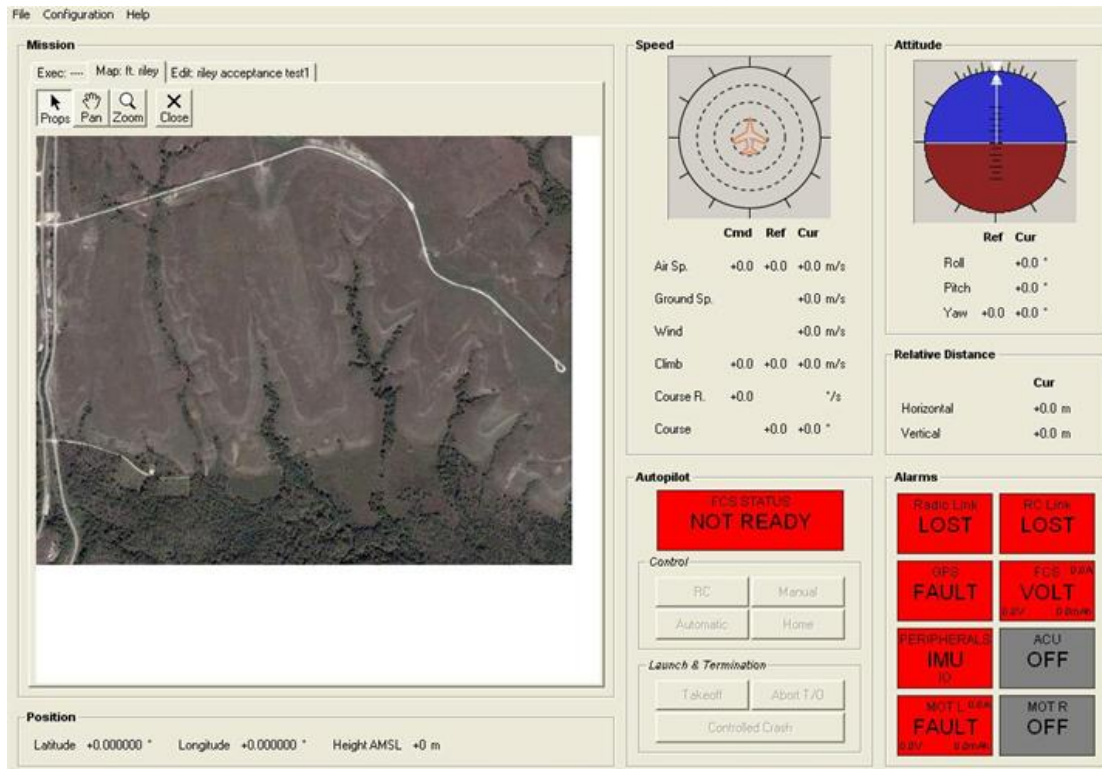 File Configuration Help
Mission
Exec: ---- Map: ft. riley Edit: riley acceptance test1
Props Pan Zoom Close
Speed
Cmd Ref Cur
Air Sp. +0.0 +0.0 +0.0 m/s
Ground Sp. +0.0 m/s
Wind +0.0 m/s
Climb +0.0 +0.0 +0.0 m/s
Course R. +0.0 °/s
Course +0.0 +0.0 °
Attitude
Ref Cur
Roll +0.0 °
Pitch +0.0 °
Yaw +0.0 +0.0 °
Relative Distance
Cur
Horizontal +0.0 m
Vertical +0.0 m
Autopilot
FCS STATUS
NOT READY
Control
RC Manual
Automatic Home
Launch & Termination
Takeoff Abort T/O
Controlled Crash
Alarms
Radio Link
LOST
RC Link
LOST
GPS
FAULT
FCS 0.0A
VOLT
0.0V 0.0mAh
PERIPHERALS
IMU
IO
ACU
OFF
MOT L 0.0A
FAULT
0.0V 0.0mAh
MOT R
OFF
Position
Latitude +0.000000 ° Longitude +0.000000 ° Height AMSL +0 m